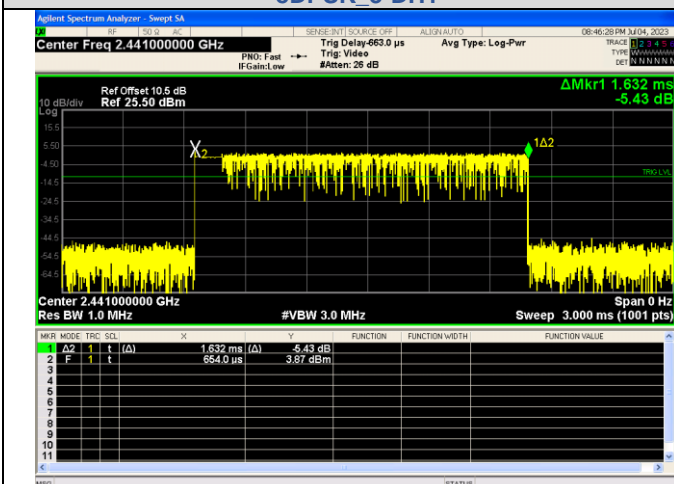 Agilent Spectrum Analyzer - Swept SA
RF 50 Ω AC SENSE:INT SOURCE OFF ALIGN AUTO 08:46:28 PM Jul 04, 2023
Center Freq 2.441000000 GHz
PNO: Fast
IFGain:Low
Trig Delay-663.0 µs
Trig: Video
#Atten: 26 dB
Avg Type: Log-Pwr
TRACE 1 2 3 4 5 6
TYPE
DET N N N N N N
ΔMkr1 1.632 ms
-5.43 dB
Ref Offset 10.5 dB
10 dB/div Ref 25.50 dBm
Log
15.5
5.50
-4.50
-14.5
-24.5
-34.5
-44.5
-54.5
-64.5
X2
1Δ2
TRIG LVL
Center 2.441000000 GHz Span 0 Hz
Res BW 1.0 MHz #VBW 3.0 MHz Sweep 3.000 ms (1001 pts)
MKR MODE TRC SCL X Y FUNCTION FUNCTION WIDTH FUNCTION VALUE
1 Δ2 1 t (Δ) 1.632 ms (Δ) -5.43 dB
2 F 1 t 654.0 µs 3.87 dBm
3
4
5
6
7
8
9
10
11
MSG STATUS